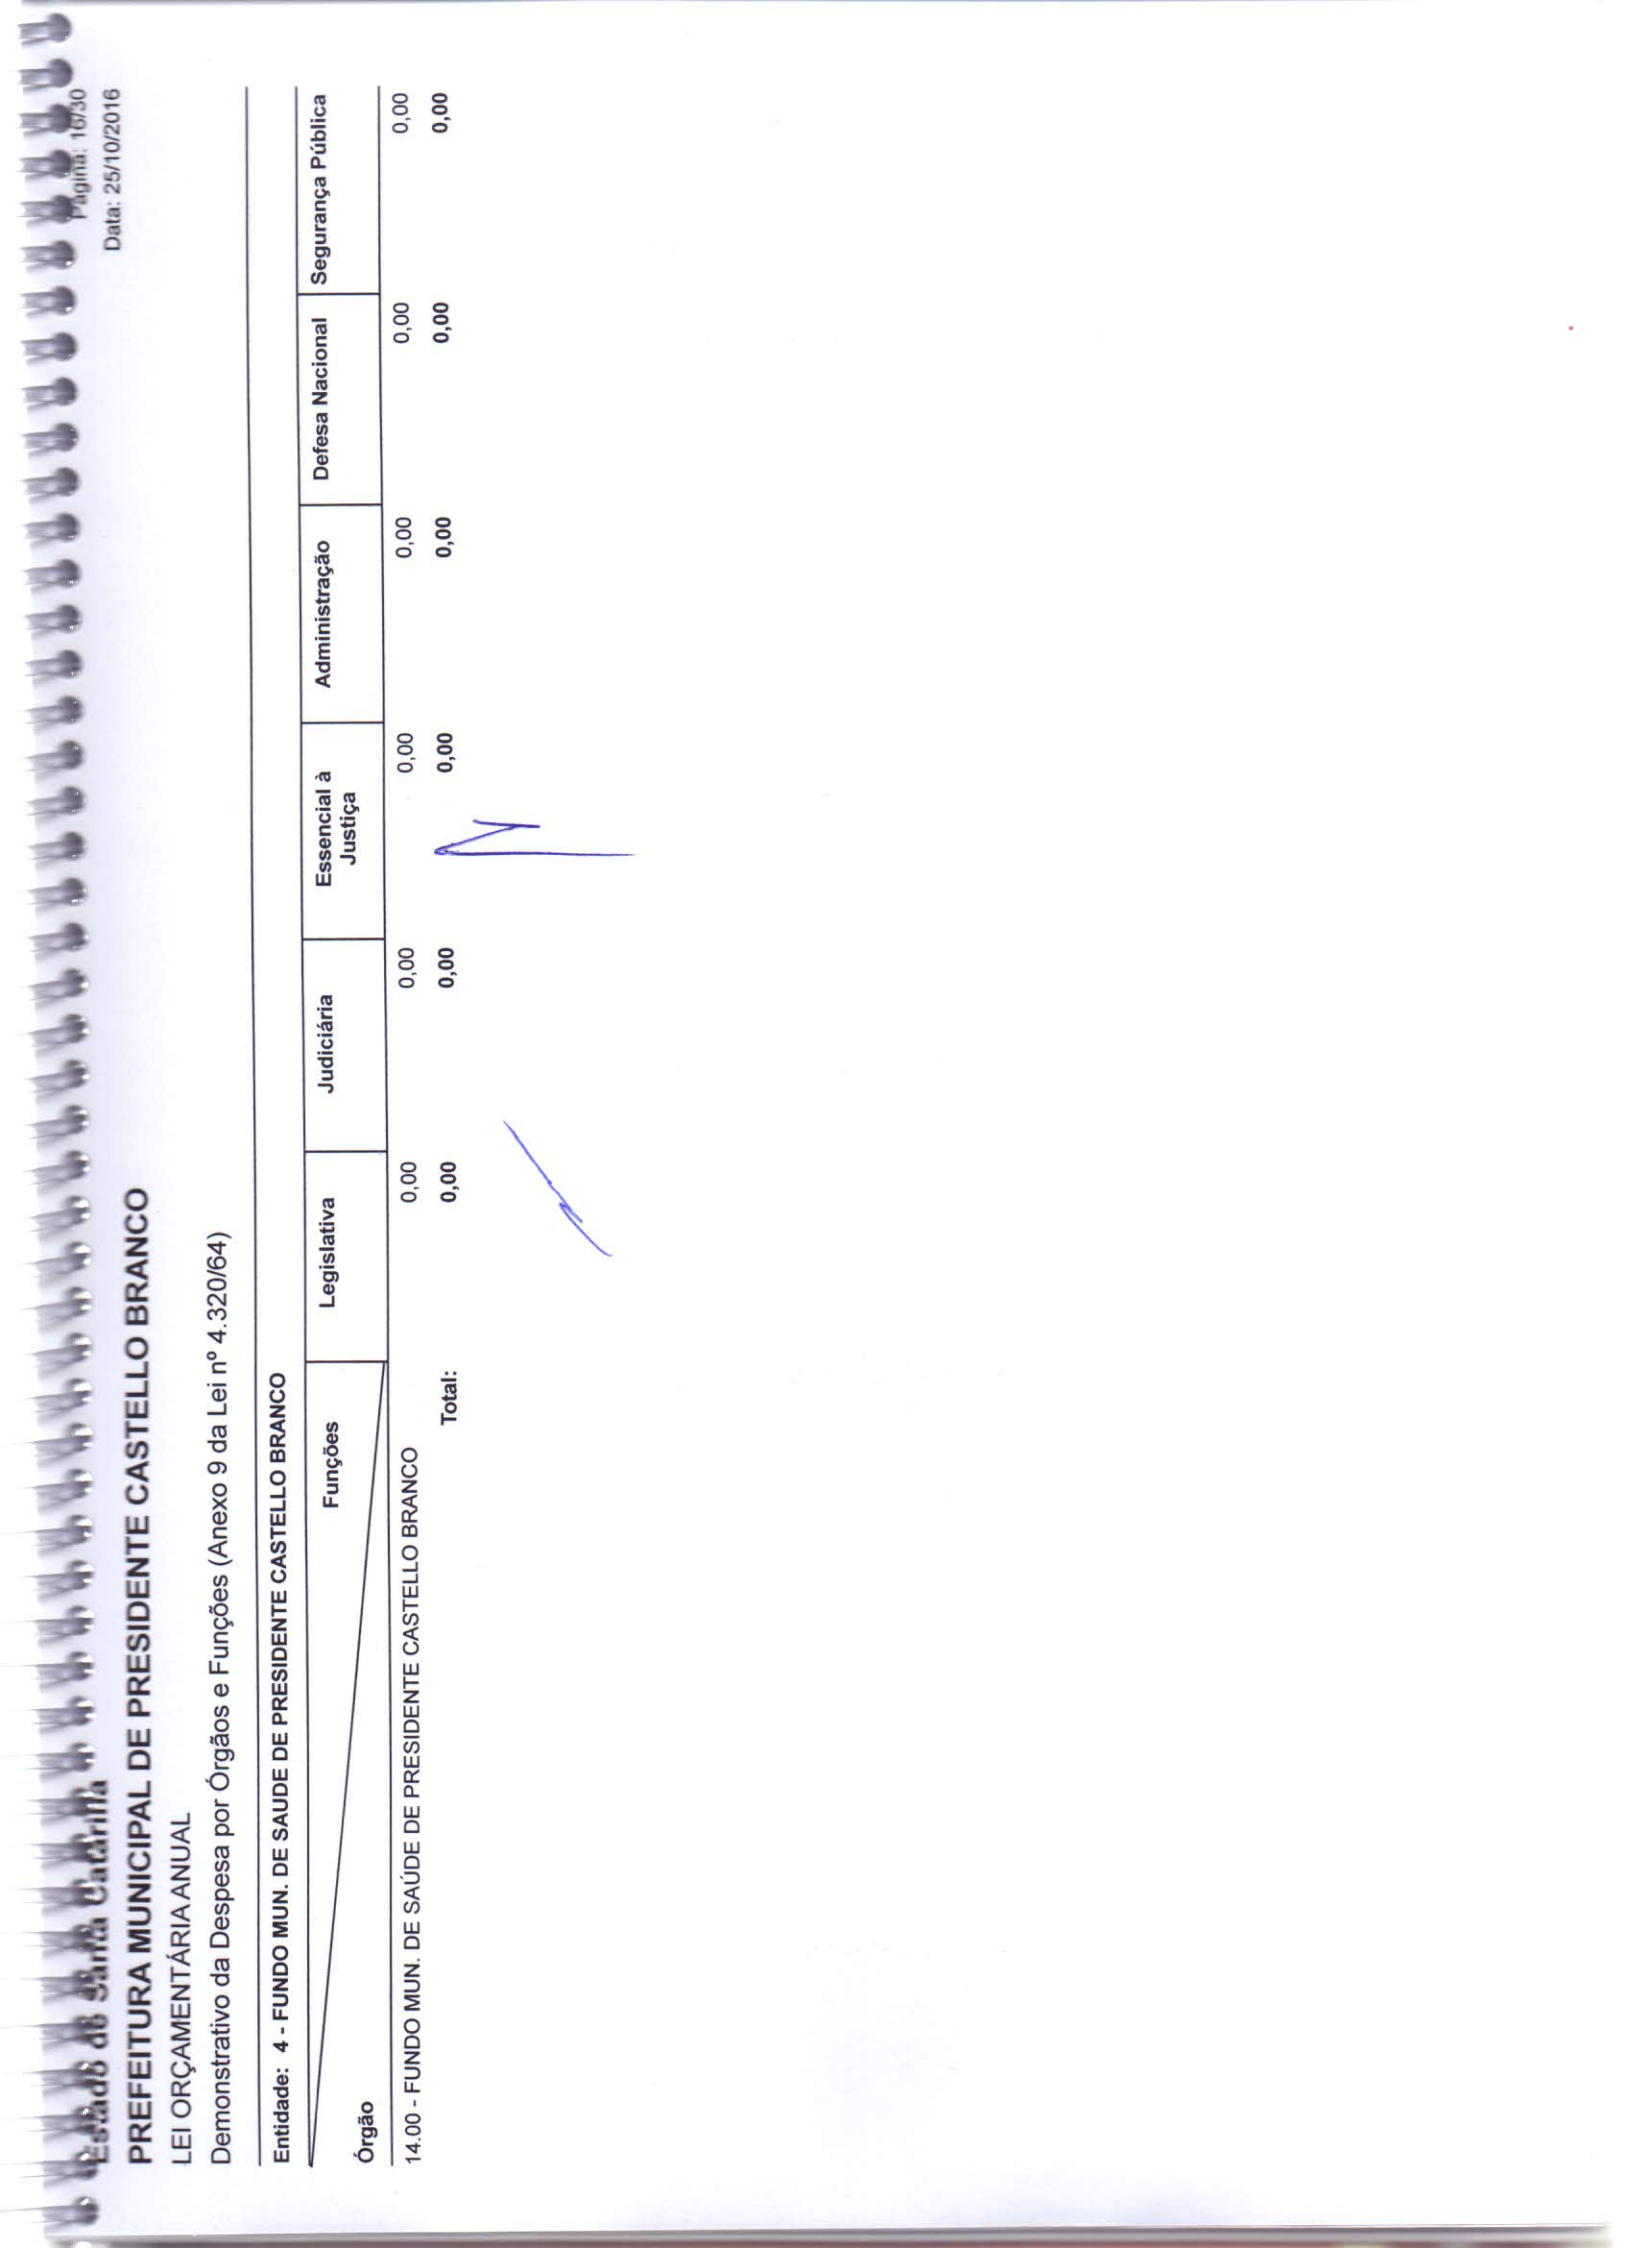 Estado de Santa Catarina
Página: 16/30
PREFEITURA MUNICIPAL DE PRESIDENTE CASTELLO BRANCO
Data: 25/10/2016
LEI ORÇAMENTÁRIA ANUAL
Demonstrativo da Despesa por Órgãos e Funções (Anexo 9 da Lei nº 4.320/64)
Entidade: 4 - FUNDO MUN. DE SAUDE DE PRESIDENTE CASTELLO BRANCO
Funções Legislativa Judiciária Essencial à Justiça Administração Defesa Nacional Segurança Pública
Órgão
14.00 - FUNDO MUN. DE SAÚDE DE PRESIDENTE CASTELLO BRANCO 0,00 0,00 0,00 0,00 0,00 0,00
Total: 0,00 0,00 0,00 0,00 0,00 0,00